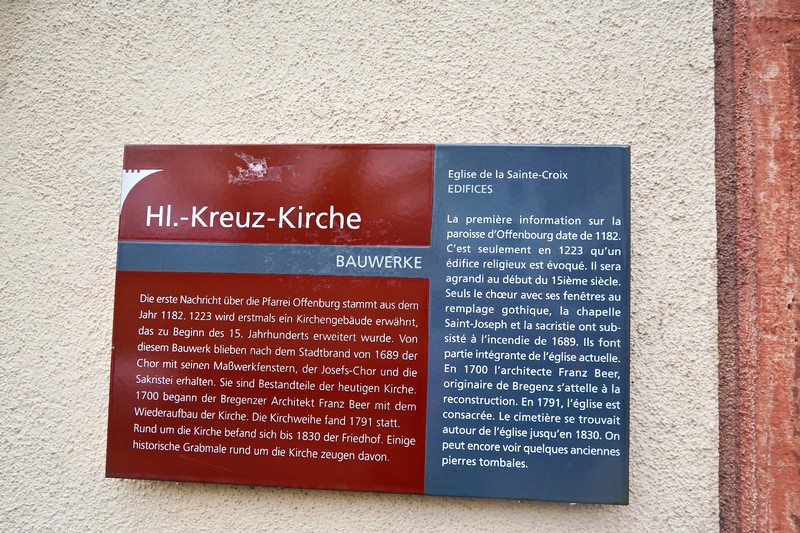 Hl.-Kreuz-Kirche
BAUWERKE
Die erste Nachricht über die Pfarrei Offenburg stammt aus dem
Jahr 1182. 1223 wird erstmals ein Kirchengebäude erwähnt,
das zu Beginn des 15. Jahrhunderts erweitert wurde. Von
diesem Bauwerk blieben nach dem Stadtbrand von 1689 der
Chor mit seinen Maßwerkfenstern, der Josefs-Chor und die
Sakristei erhalten. Sie sind Bestandteile der heutigen Kirche.
1700 begann der Bregenzer Architekt Franz Beer mit dem
Wiederaufbau der Kirche. Die Kirchweihe fand 1791 statt.
Rund um die Kirche befand sich bis 1830 der Friedhof. Einige
historische Grabmale rund um die Kirche zeugen davon.
Eglise de la Sainte-Croix
EDIFICES
La première information sur la
paroisse d'Offenbourg date de 1182.
C'est seulement en 1223 qu'un
édifice religieux est évoqué. Il sera
agrandi au début du 15ième siècle.
Seuls le chœur avec ses fenêtres au
remplage gothique, la chapelle
Saint-Joseph et la sacristie ont sub-
sisté à l'incendie de 1689. Ils font
partie intégrante de l'église actuelle.
En 1700 l'architecte Franz Beer,
originaire de Bregenz s'attelle à la
reconstruction. En 1791, l'église est
consacrée. Le cimetière se trouvait
autour de l'église jusqu'en 1830. On
peut encore voir quelques anciennes
pierres tombales.